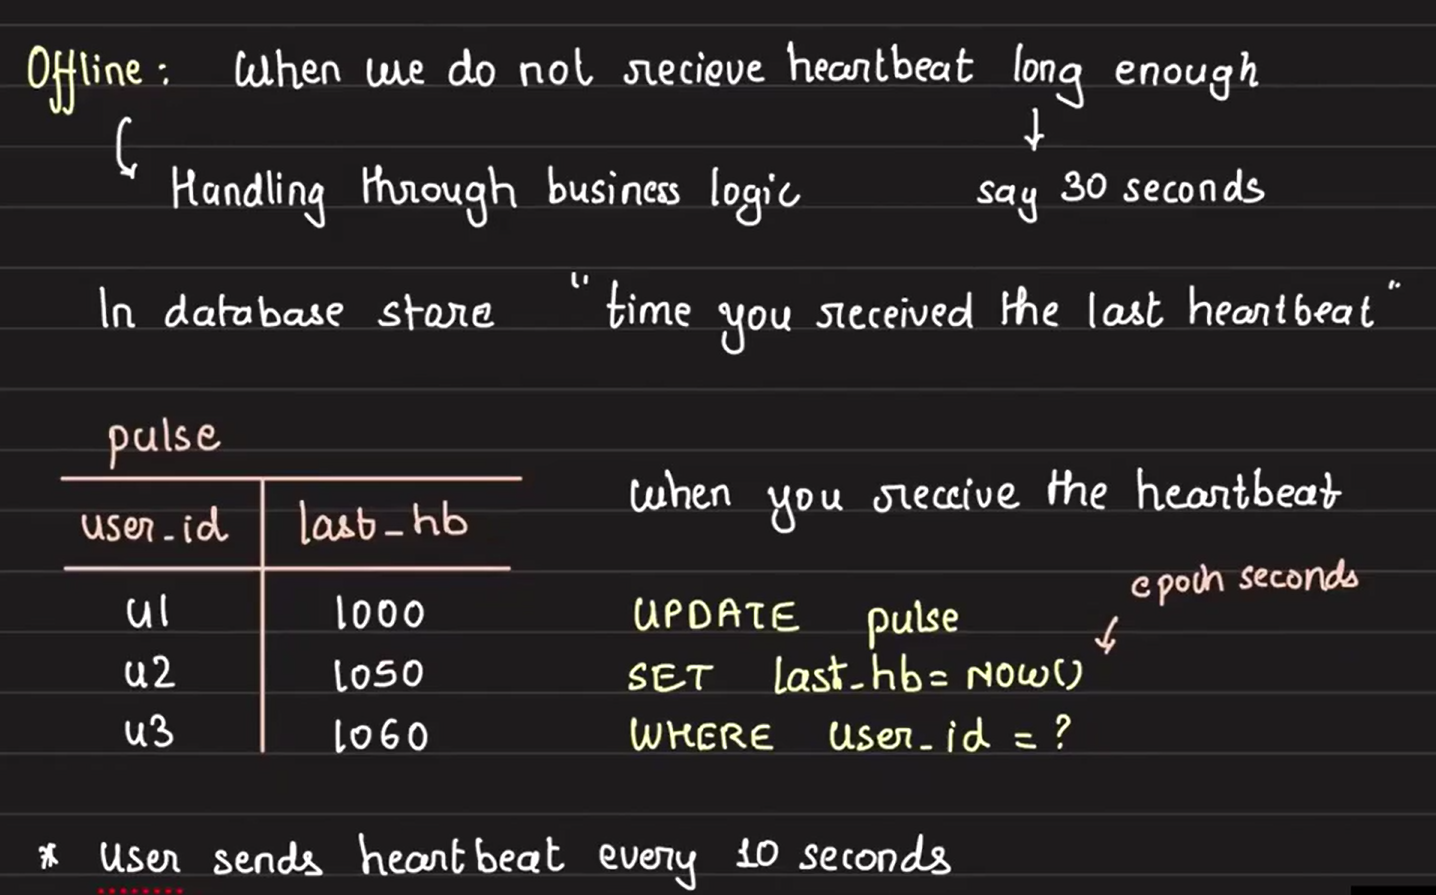 Offline: When we do not recieve heartbeat long enough
Handling through business logic say 30 seconds
In database store "time you received the last heartbeat"
pulse
user_id last_hb
When you receive the heartbeat
epoch seconds
u1 1000 UPDATE pulse
u2 1050 SET last_hb = NOW()
u3 1060 WHERE user_id = ?
* User sends heartbeat every 10 seconds